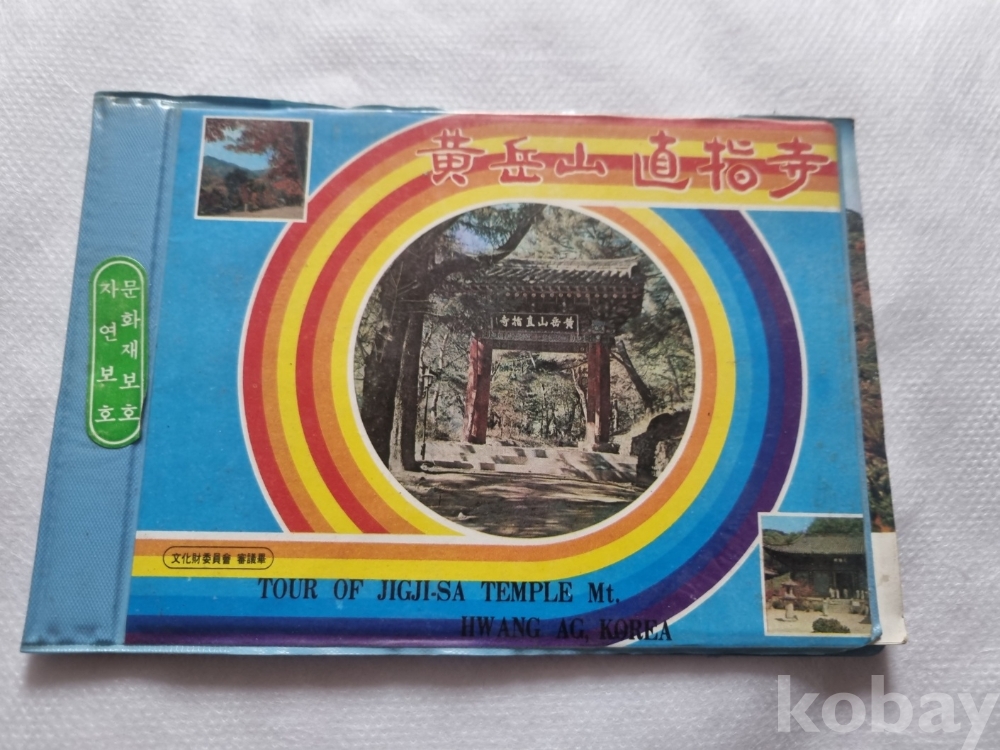 黄岳山 直指寺
黃岳山直指寺
문화재보호
자연보호
文化財委員會 審議畢
TOUR OF JIGJI-SA TEMPLE Mt.
HWANG AG, KOREA
kobay